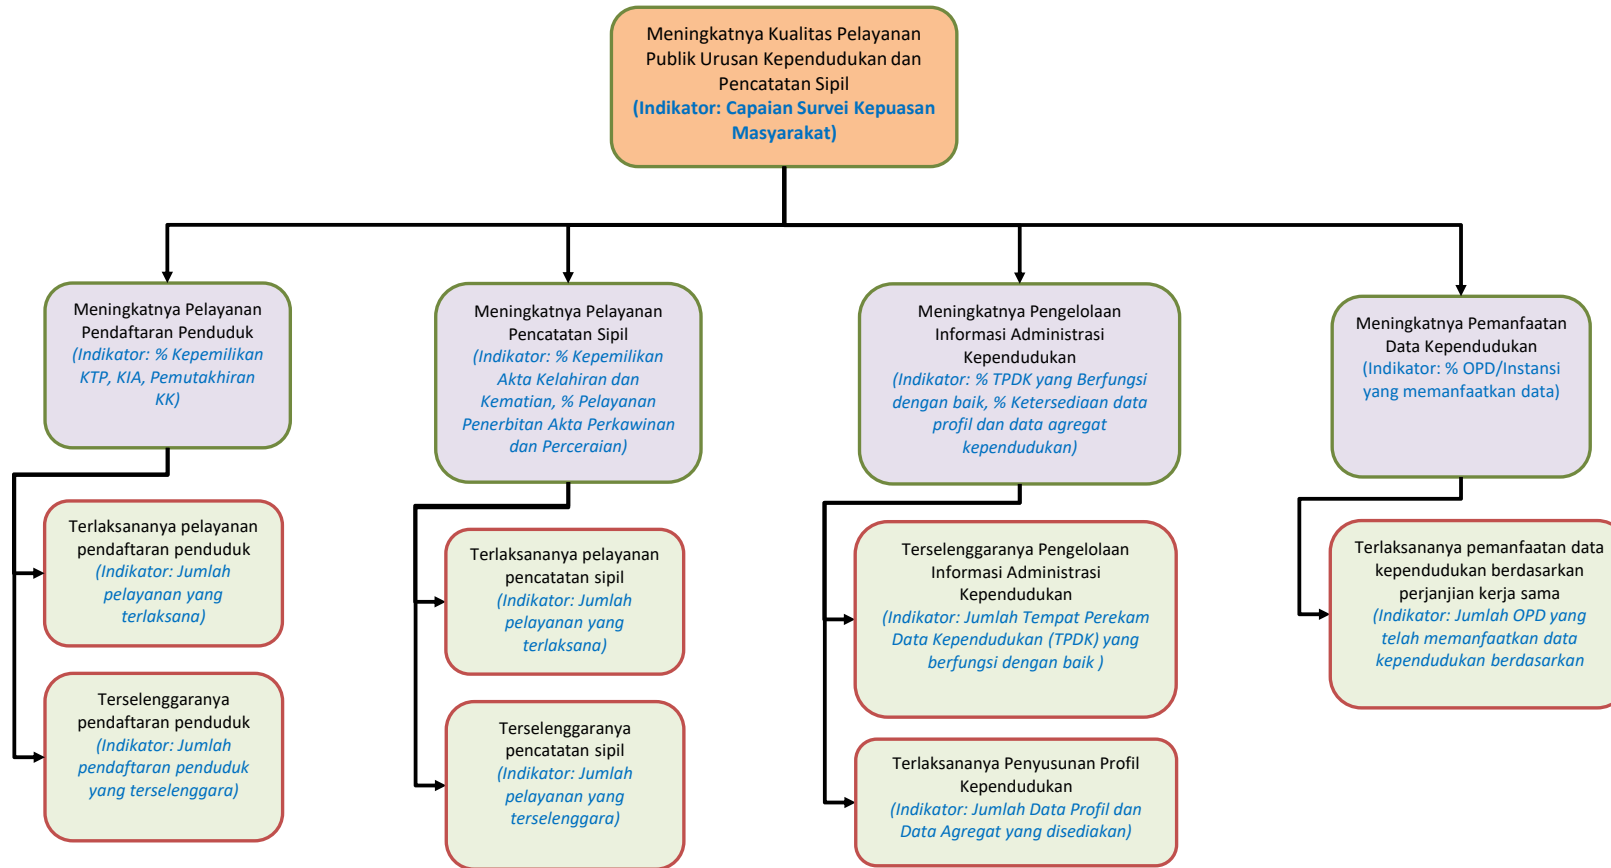 Meningkatnya Kualitas Pelayanan
Publik Urusan Kependudukan dan
Pencatatan Sipil
(Indikator: Capaian Survei Kepuasan
Masyarakat)
Meningkatnya Pelayanan
Pendaftaran Penduduk
(Indikator: % Kepemilikan
KTP, KIA, Pemutakhiran
KK)
Terlaksananya pelayanan
pendaftaran penduduk
(Indikator: Jumlah
pelayanan yang
terlaksana)
Terselenggaranya
pendaftaran penduduk
(Indikator: Jumlah
pendaftaran penduduk
yang terselenggara)
Meningkatnya Pelayanan
Pencatatan Sipil
(Indikator: % Kepemilikan
Akta Kelahiran dan
Kematian, % Pelayanan
Penerbitan Akta Perkawinan
dan Perceraian)
Terlaksananya pelayanan
pencatatan sipil
(Indikator: Jumlah
pelayanan yang
terlaksana)
Terselenggaranya
pencatatan sipil
(Indikator: Jumlah
pelayanan yang
terselenggara)
Meningkatnya Pengelolaan
Informasi Administrasi
Kependudukan
(Indikator: % TPDK yang Berfungsi
dengan baik, % Ketersediaan data
profil dan data agregat
kependudukan)
Terselenggaranya Pengelolaan
Informasi Administrasi
Kependudukan
(Indikator: Jumlah Tempat Perekam
Data Kependudukan (TPDK) yang
berfungsi dengan baik )
Terlaksananya Penyusunan Profil
Kependudukan
(Indikator: Jumlah Data Profil dan
Data Agregat yang disediakan)
Meningkatnya Pemanfaatan
Data Kependudukan
(Indikator: % OPD/Instansi
yang memanfaatkan data)
Terlaksananya pemanfaatan data
kependudukan berdasarkan
perjanjian kerja sama
(Indikator: Jumlah OPD yang
telah memanfaatkan data
kependudukan berdasarkan